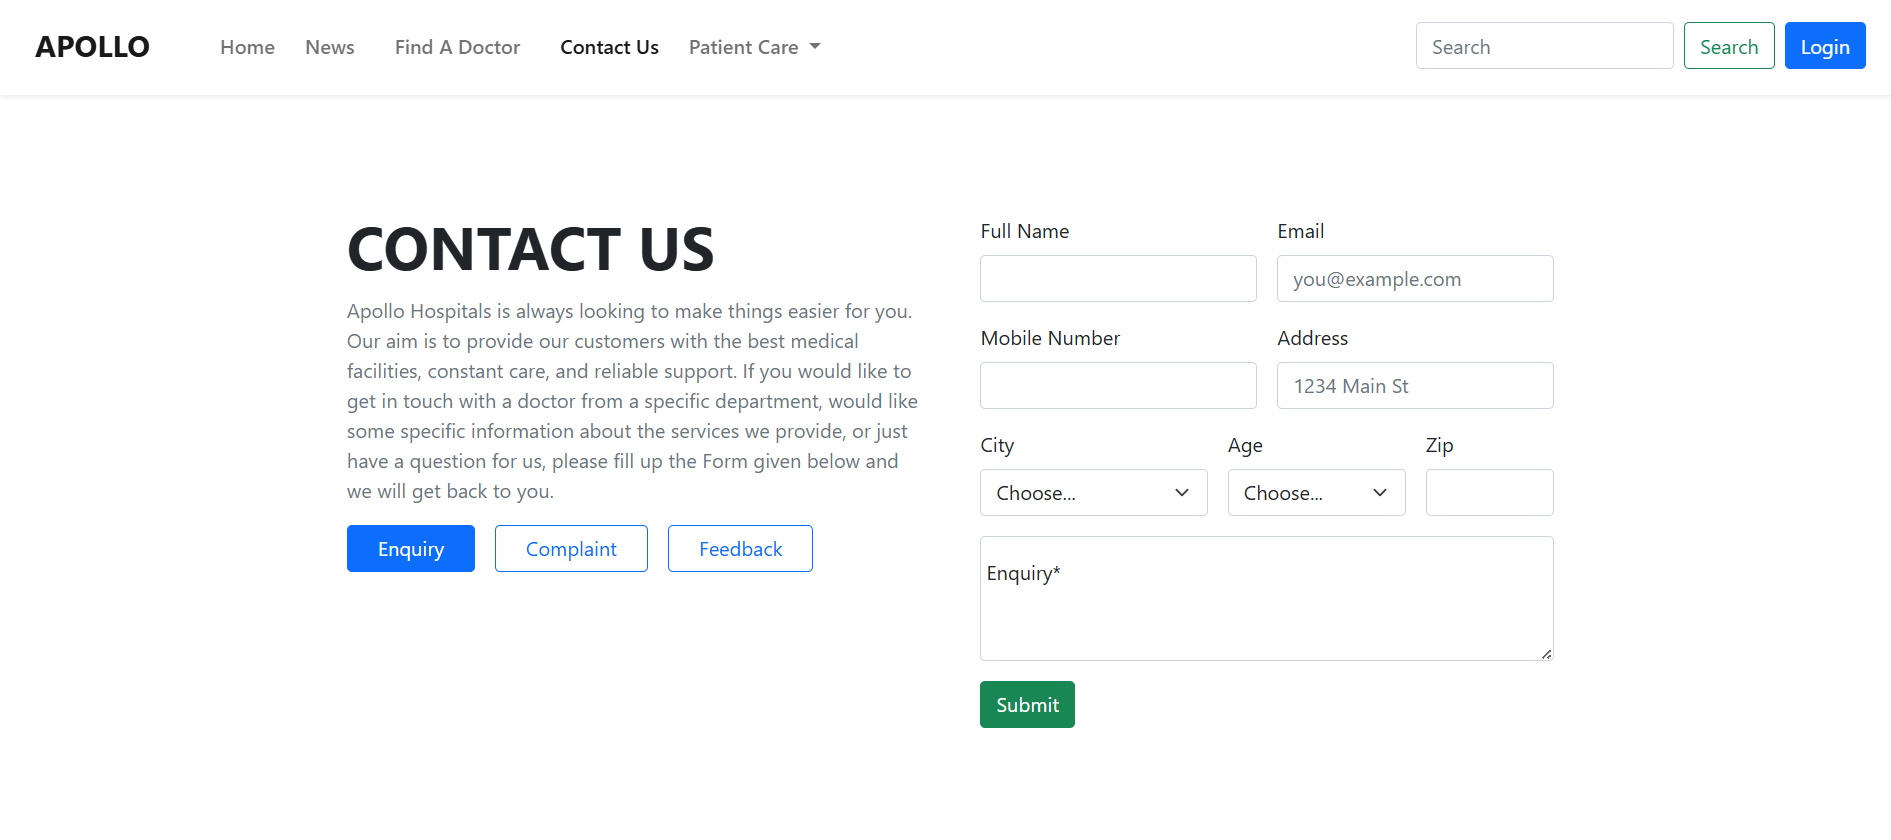 APOLLO Home News Find A Doctor Contact Us Patient Care Search Search Login
CONTACT US
Apollo Hospitals is always looking to make things easier for you.
Our aim is to provide our customers with the best medical
facilities, constant care, and reliable support. If you would like to
get in touch with a doctor from a specific department, would like
some specific information about the services we provide, or just
have a question for us, please fill up the Form given below and
we will get back to you.
Enquiry Complaint Feedback
Full Name Email
you@example.com
Mobile Number Address
1234 Main St
City Age Zip
Choose... Choose...
Enquiry*
Submit